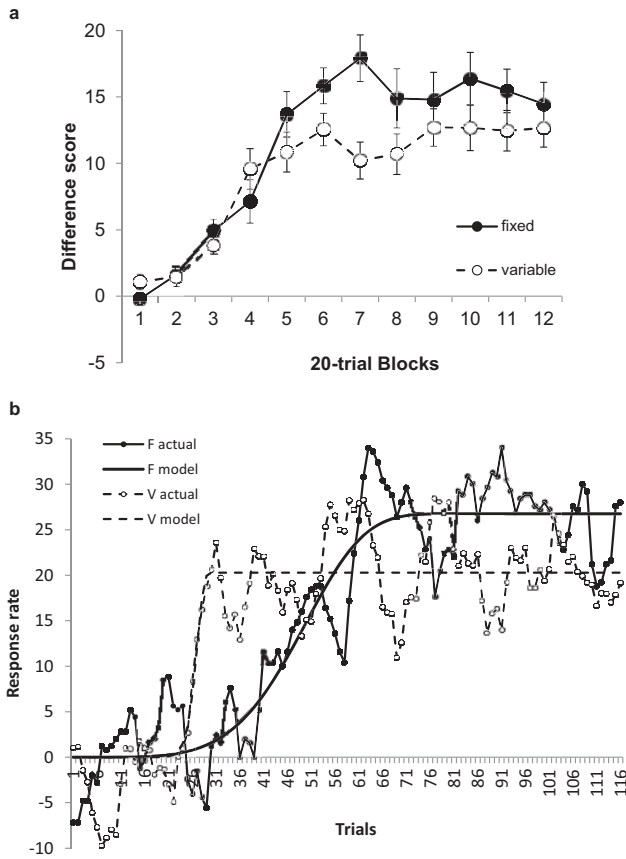 a
20
15
10
5
0
-5
Difference score
1 2 3 4 5 6 7 8 9 10 11 12
20-trial Blocks
fixed
variable
b
35
30
25
20
15
10
5
0
-5
-10
Response rate
F actual
F model
V actual
V model
1 11 16 21 31 36 41 46 51 56 61 66 71 76 81 86 91 96 101 106 111 116
Trials